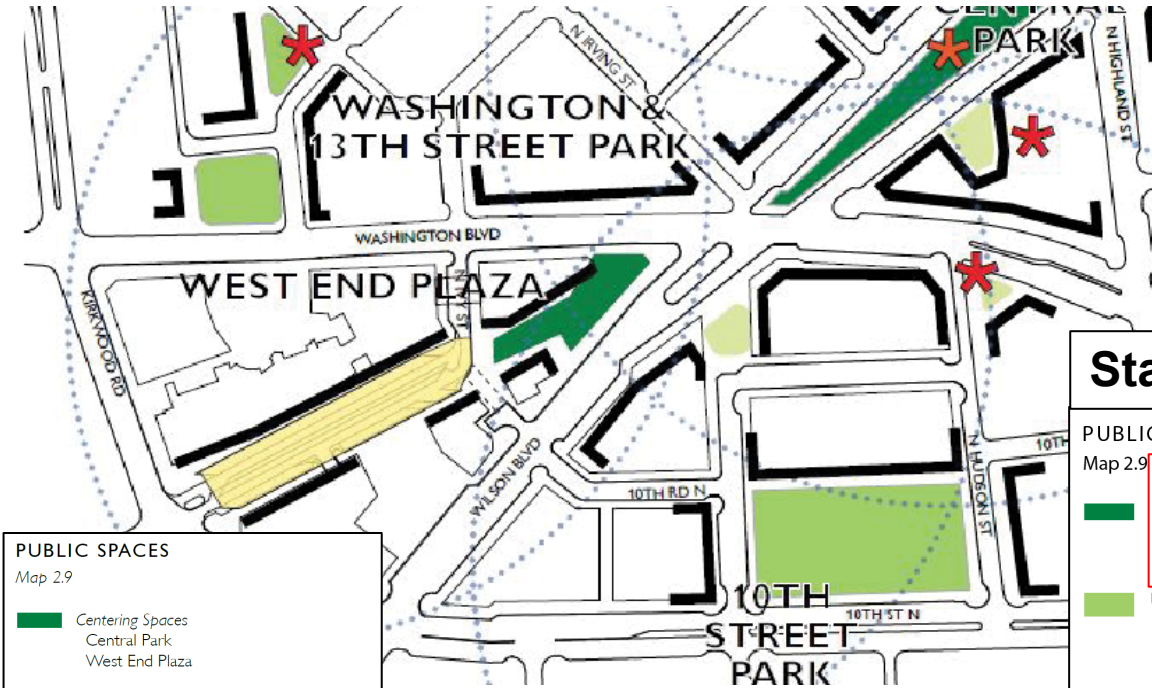 CENTRAL
PARK
N IRVING ST
N HIGHLAND ST
WASHINGTON &
13TH STREET PARK
WASHINGTON BLVD
WEST END PLAZA
KIRKWOOD RD
WILSON BLVD
10TH RD N
N HUDSON ST
10TH
10TH ST N
10TH
STREET
PARK
PUBLIC SPACES
Map 2.9
Centering Spaces
Central Park
West End Plaza
Sta
PUBLIC
Map 2.9